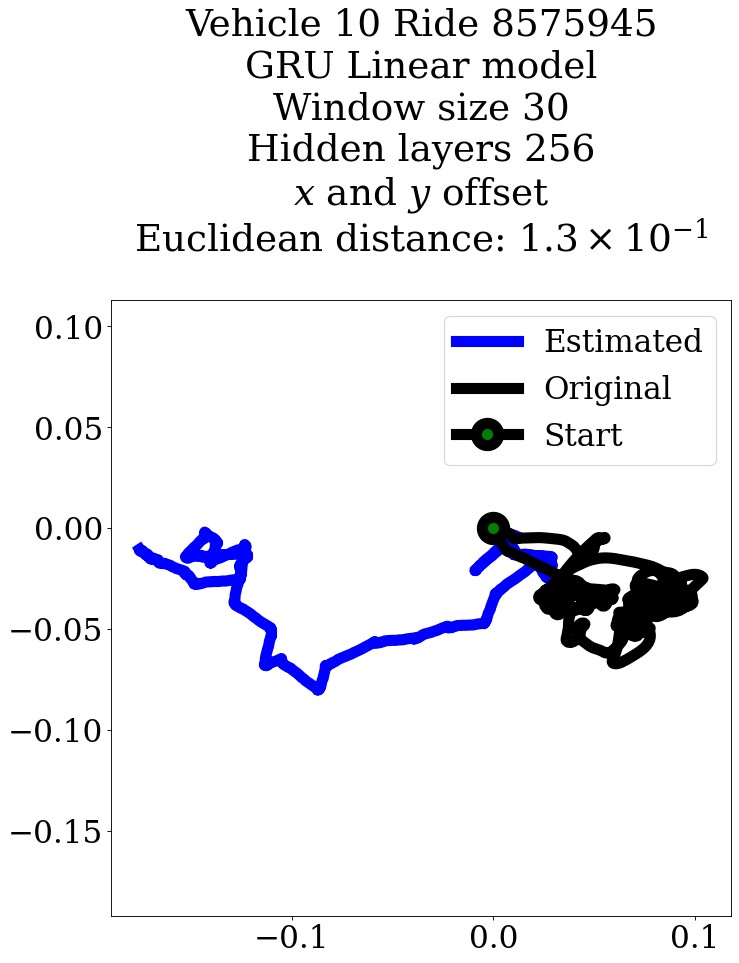 Vehicle 10 Ride 8575945
GRU Linear model
Window size 30
Hidden layers 256
x and y offset
Euclidean distance: 1.3 × 10⁻¹
Estimated
Original
Start
0.10
0.05
0.00
−0.05
−0.10
−0.15
−0.1
0.0
0.1